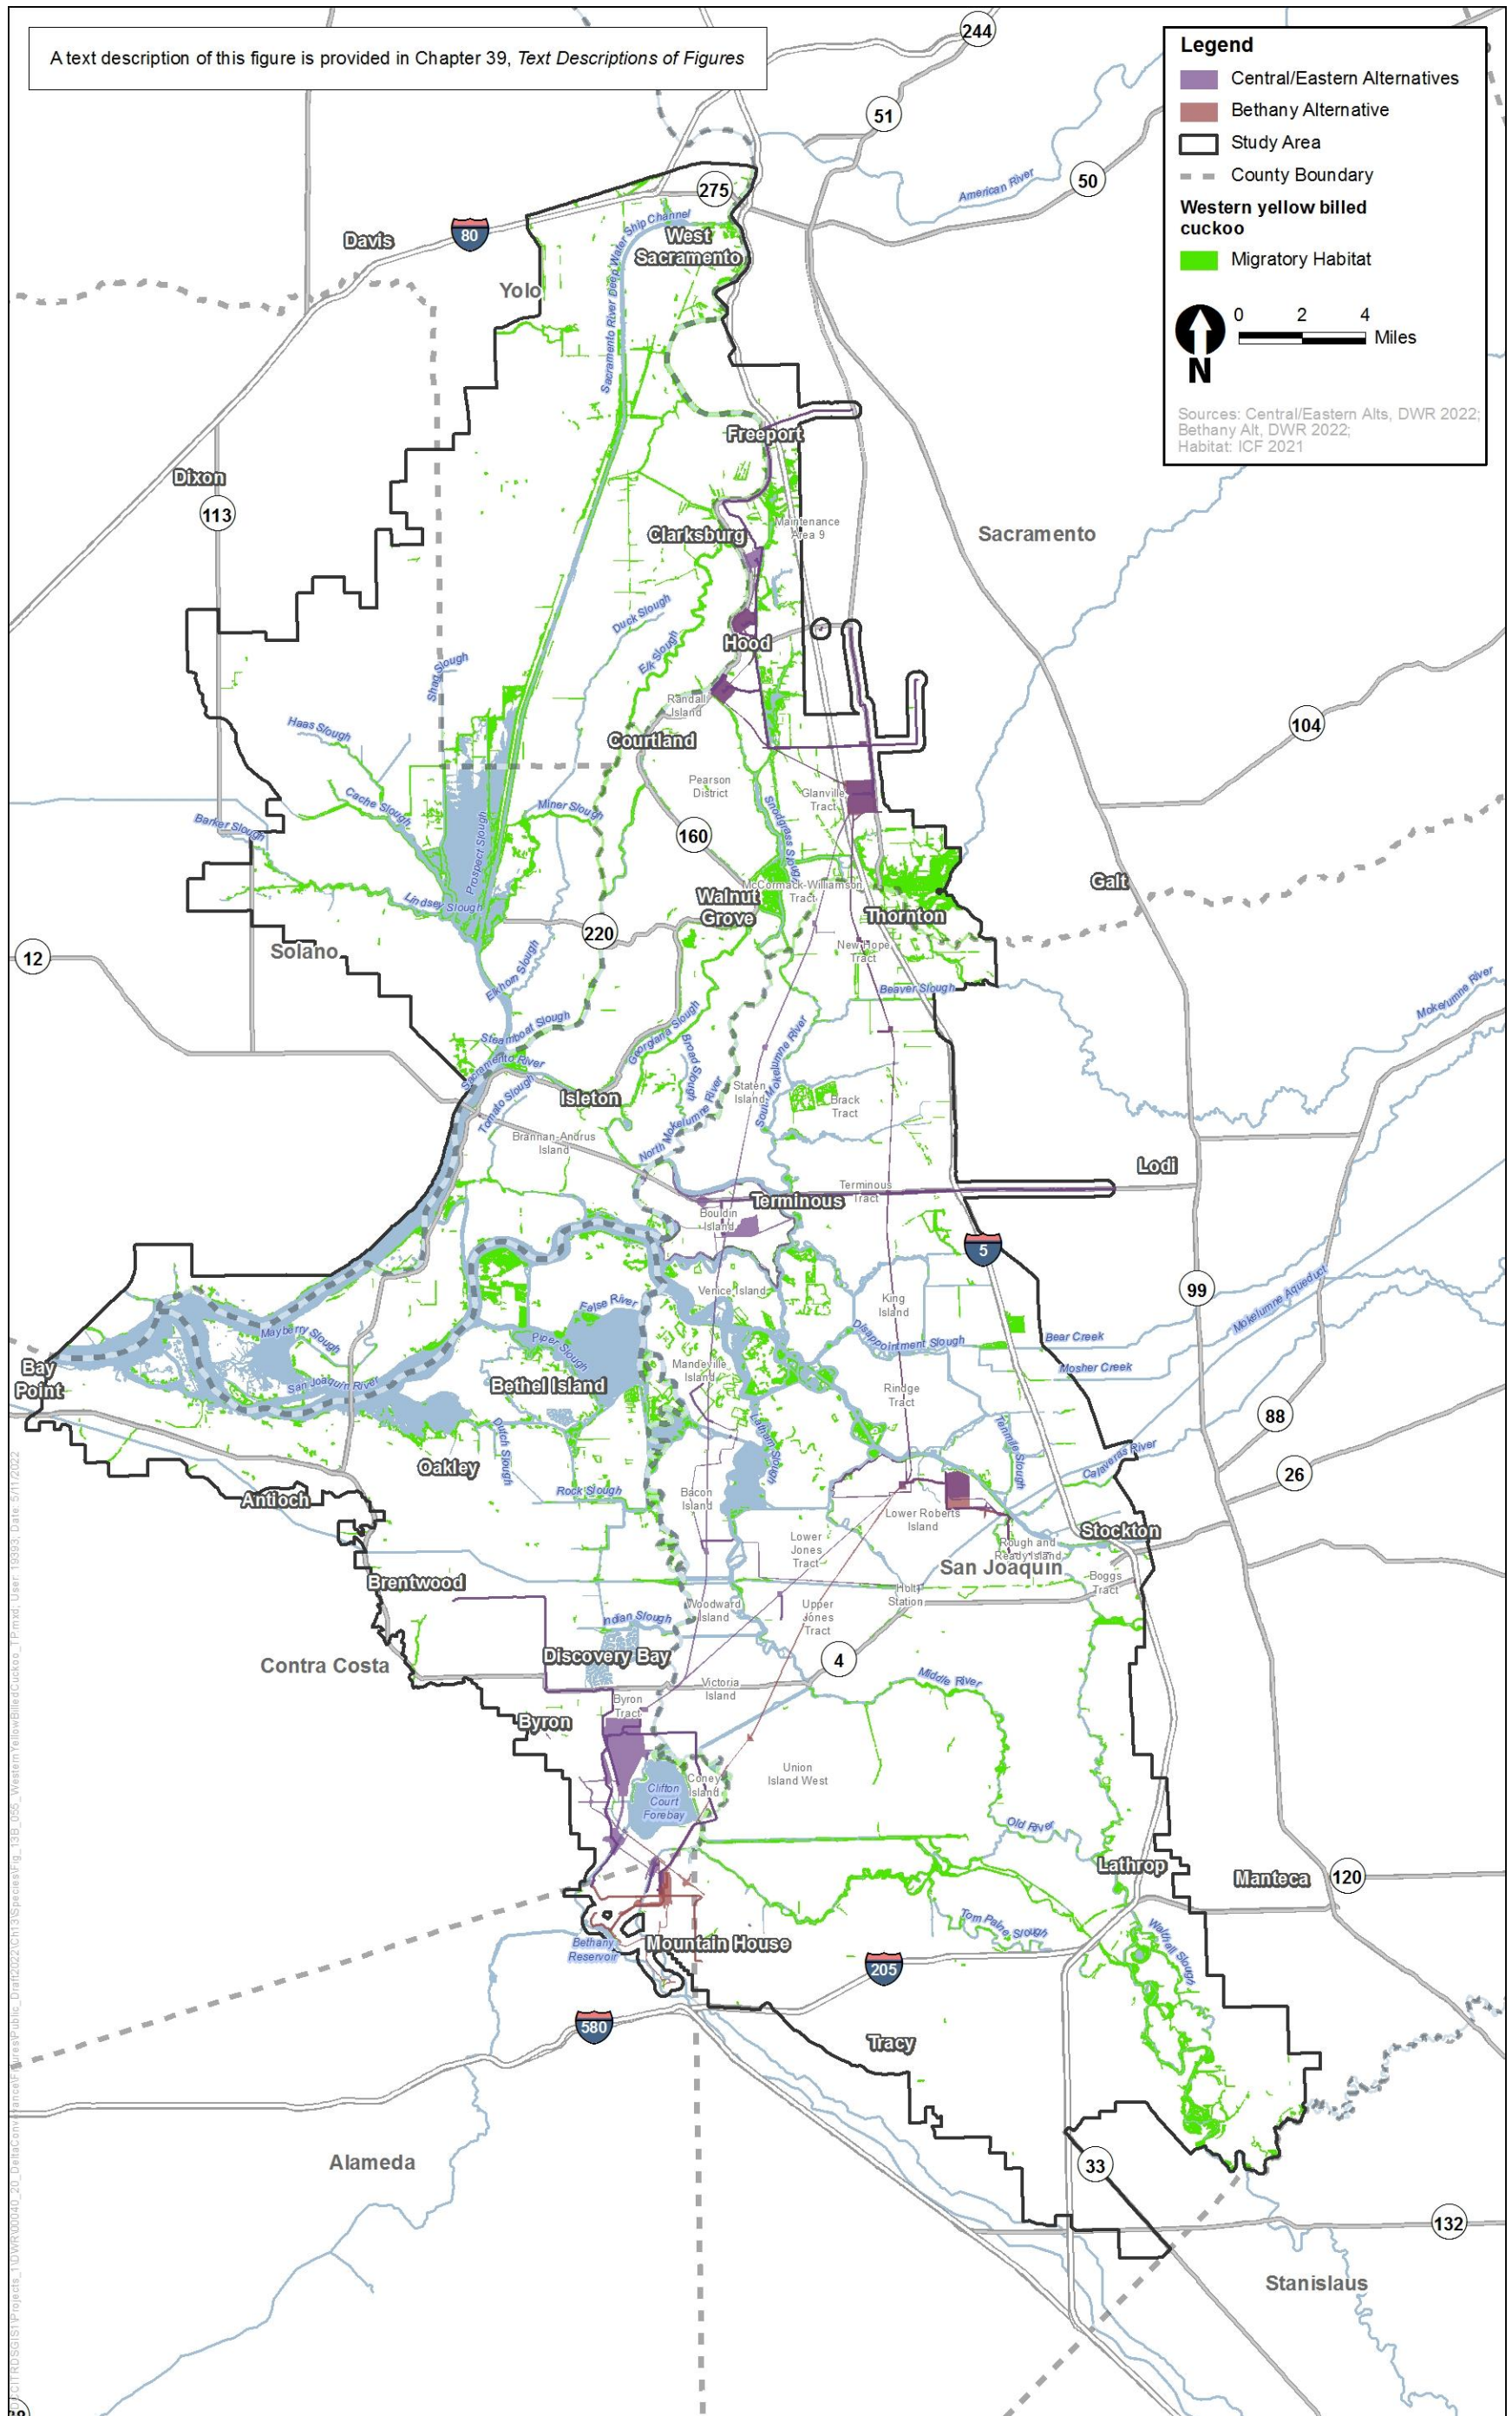 A text description of this figure is provided in Chapter 39, Text Descriptions of Figures
Legend
Central/Eastern Alternatives
Bethany Alternative
Study Area
County Boundary
Western yellow billed
cuckoo
Migratory Habitat
0 2 4
Miles
N
Sources: Central/Eastern Alts, DWR 2022;
Bethany Alt, DWR 2022;
Habitat: ICF 2021
244
51
50
American River
275
80
Davis
Yolo
West
Sacramento
Sacramento River Deep Water Ship Channel
Freeport
Dixon
113
Clarksburg
Maintenance
Area 9
Sacramento
Duck Slough
Elk Slough
Hood
Shag Slough
Randall
Island
Haas Slough
Courtland
104
Pearson
District
Glanville
Tract
Cache Slough
Miner Slough
Snodgrass Slough
Barker Slough
160
Prospect Slough
McCormack-Williamson
Tract
Galt
Walnut
Grove
Lindsey Slough
Thornton
220
Solano
12
New Hope
Tract
Elkhorn Slough
Beaver Slough
Mokelumne River
Steamboat Slough
Georgiana Slough
Sacramento River
Broad Slough
South Mokelumne River
Tomato Slough
Isleton
Staten
Island
Brack
Tract
North Mokelumne River
Brannan-Andrus
Island
Lodi
Terminous
Terminous
Tract
Bouldin
Island
5
99
Venice Island
King
Island
False River
Mokelumne Aqueduct
Mayberry Slough
Piper Slough
Disappointment Slough
Bear Creek
Mosher Creek
Bay
Point
San Joaquin River
Bethel Island
Mandeville
Island
Rindge
Tract
88
Dutch Slough
Latham Slough
Tenmile Slough
Calaveras River
Oakley
26
Antioch
Rock Slough
Bacon
Island
Lower Roberts
Island
Stockton
Lower
Jones
Tract
Rough and
Ready Island
San Joaquin
Brentwood
Boggs
Tract
Holt
Station
Woodward
Island
Upper
Jones
Tract
Indian Slough
Discovery Bay
Contra Costa
4
Middle River
Victoria
Island
Byron
Tract
Byron
Union
Island West
Coney
Island
Clifton
Court
Forebay
Old River
Lathrop
Manteca
120
Tom Paine Slough
Walthall Slough
Bethany
Reservoir
Mountain House
205
580
Tracy
Alameda
33
132
Stanislaus